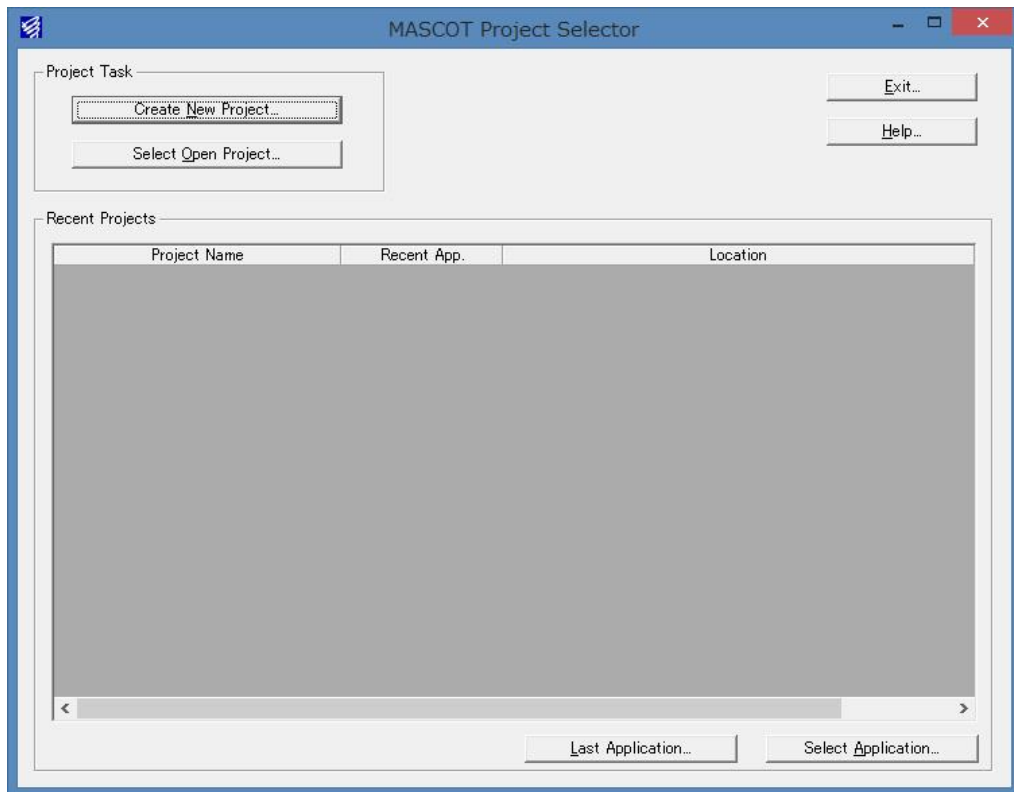 MASCOT Project Selector
Project Task
Create New Project...
Select Open Project...
Exit...
Help...
Recent Projects
Project Name Recent App. Location
Last Application... Select Application...